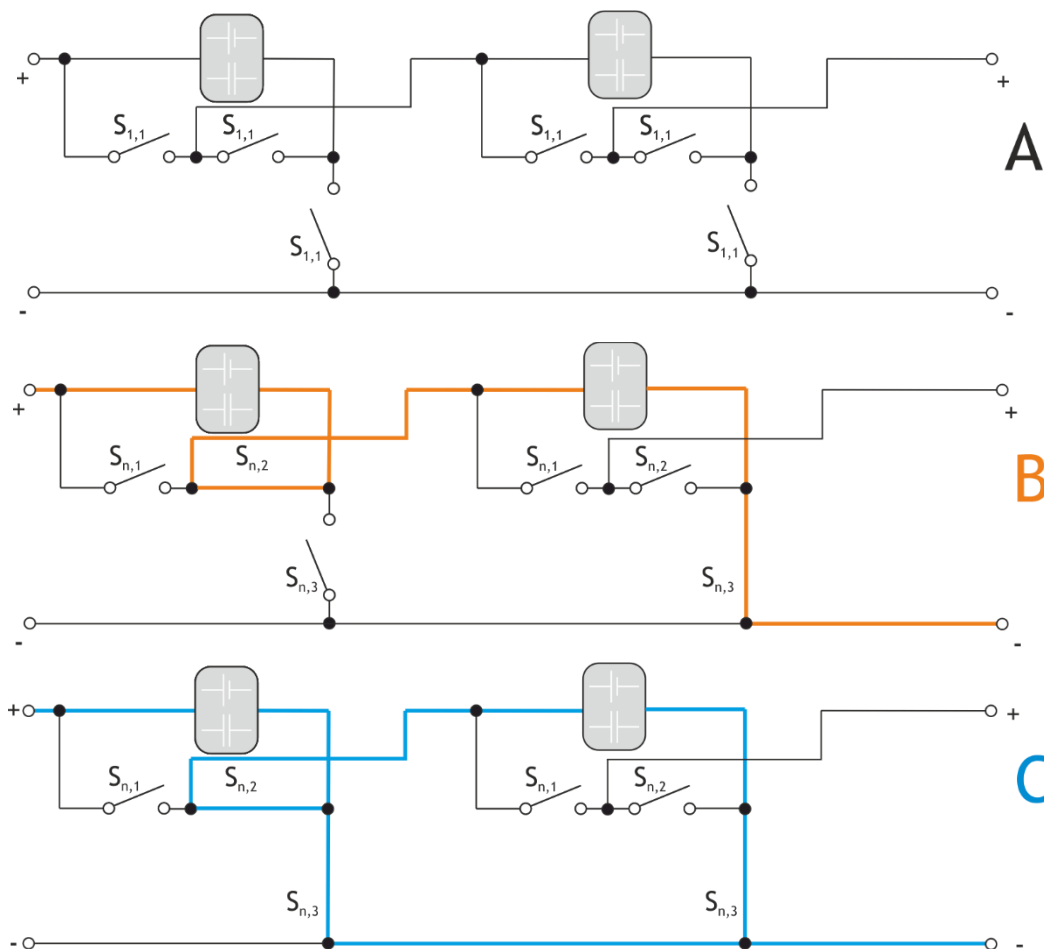 +
+
S1,1
S1,1
S1,1
S1,1
A
S1,1
S1,1
-
-
+
+
Sn,1
Sn,2
Sn,1
Sn,2
B
Sn,3
Sn,3
-
-
+
+
Sn,1
Sn,2
Sn,1
Sn,2
C
Sn,3
Sn,3
-
-